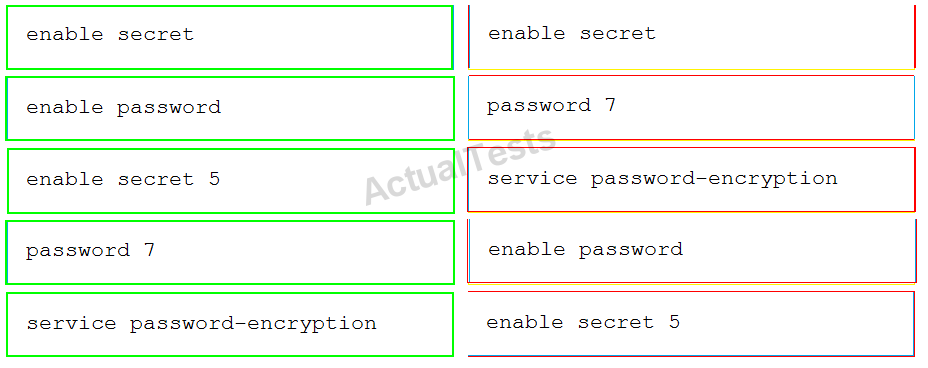 enable secret
enable password
enable secret 5
password 7
service password-encryption
enable secret
password 7
service password-encryption
enable password
enable secret 5
ActualTests